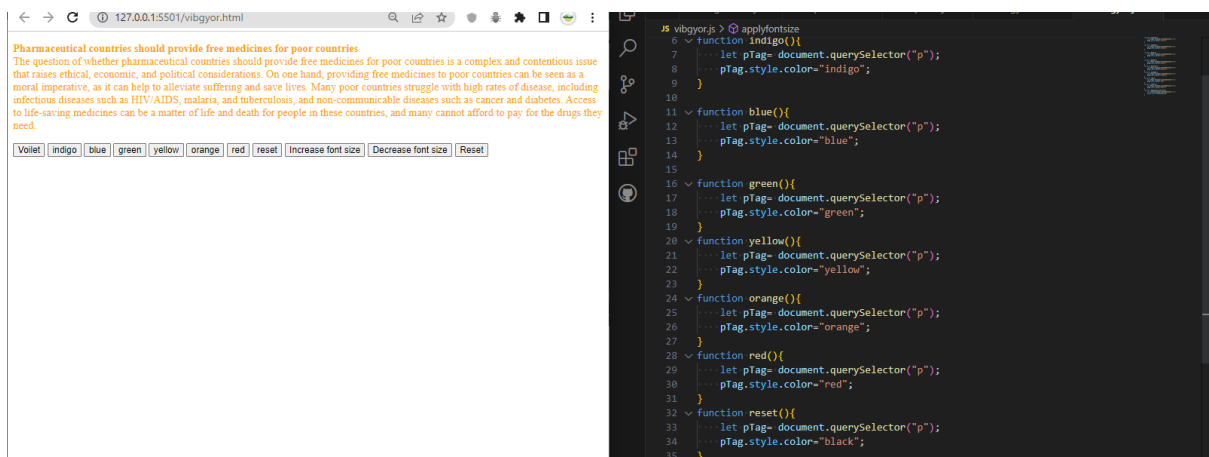 127.0.0.1:5501/vibgyor.html
Pharmaceutical countries should provide free medicines for poor countries
The question of whether pharmaceutical countries should provide free medicines for poor countries is a complex and contentious issue
that raises ethical, economic, and political considerations. On one hand, providing free medicines to poor countries can be seen as a
moral imperative, as it can help to alleviate suffering and save lives. Many poor countries struggle with high rates of disease, including
infectious diseases such as HIV/AIDS, malaria, and tuberculosis, and non-communicable diseases such as cancer and diabetes. Access
to life-saving medicines can be a matter of life and death for people in these countries, and many cannot afford to pay for the drugs they
need.
Voilet indigo blue green yellow orange red reset Increase font size Decrease font size Reset
JS vibgyor.js > applyfontsize
6 function indigo(){
7 let pTag= document.querySelector("p");
8 pTag.style.color="indigo";
9 }
10
11 function blue(){
12 let pTag= document.querySelector("p");
13 pTag.style.color="blue";
14 }
15
16 function green(){
17 let pTag= document.querySelector("p");
18 pTag.style.color="green";
19 }
20 function yellow(){
21 let pTag= document.querySelector("p");
22 pTag.style.color="yellow";
23 }
24 function orange(){
25 let pTag= document.querySelector("p");
26 pTag.style.color="orange";
27 }
28 function red(){
29 let pTag= document.querySelector("p");
30 pTag.style.color="red";
31 }
32 function reset(){
33 let pTag= document.querySelector("p");
34 pTag.style.color="black";
35 }